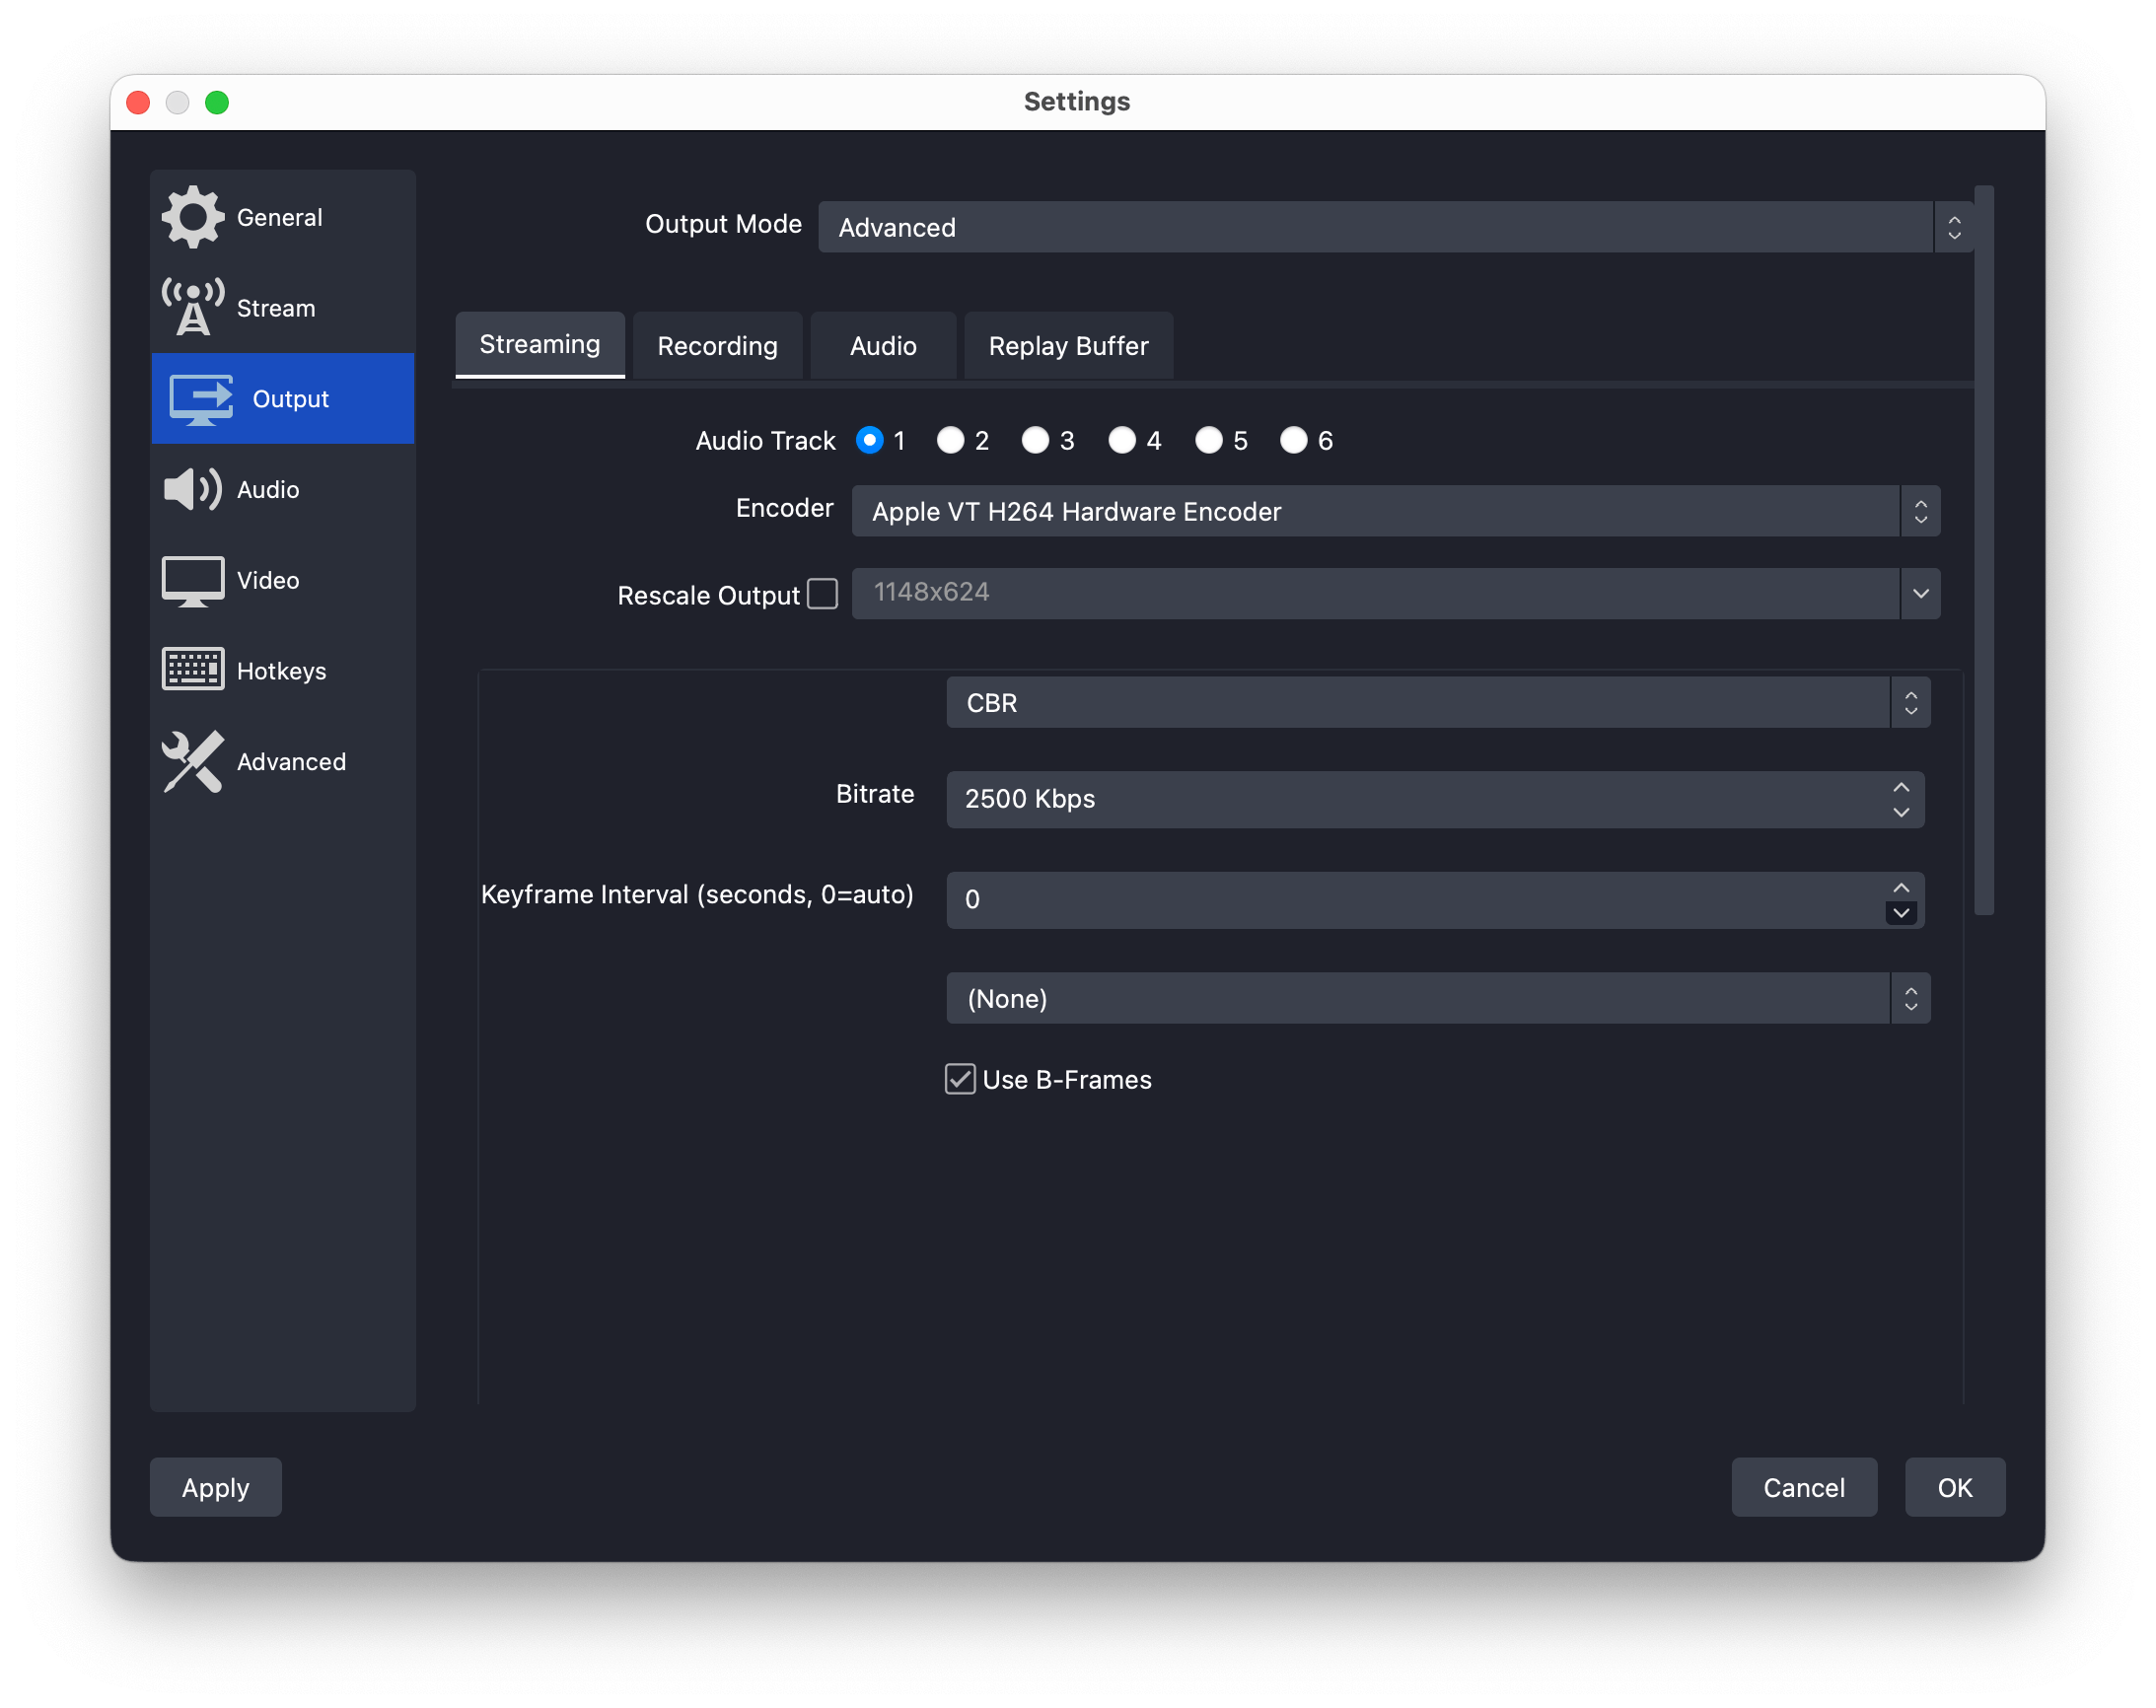 Settings
General
Stream
Output
Audio
Video
Hotkeys
Advanced
Output Mode Advanced
Streaming Recording Audio Replay Buffer
Audio Track 1 2 3 4 5 6
Encoder Apple VT H264 Hardware Encoder
Rescale Output 1148x624
CBR
Bitrate 2500 Kbps
Keyframe Interval (seconds, 0=auto) 0
(None)
Use B-Frames
Apply Cancel OK